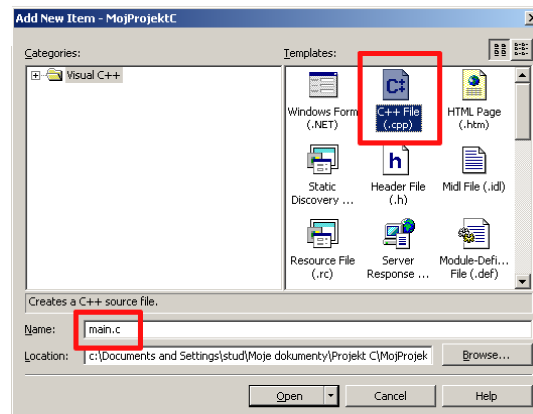 Add New Item - MojProjektC
Categories:
Templates:
Visual C++
Windows Form
(.NET)
C++ File
(.cpp)
HTML Page
(.htm)
Static
Discovery ...
Header File
(.h)
Midl File (.idl)
Resource File
(.rc)
Server
Response ...
Module-Defi...
File (.def)
Creates a C++ source file.
Name: main.c
Location: c:\Documents and Settings\stud\Moje dokumenty\Projekt C\MojProjek Browse...
Open Cancel Help